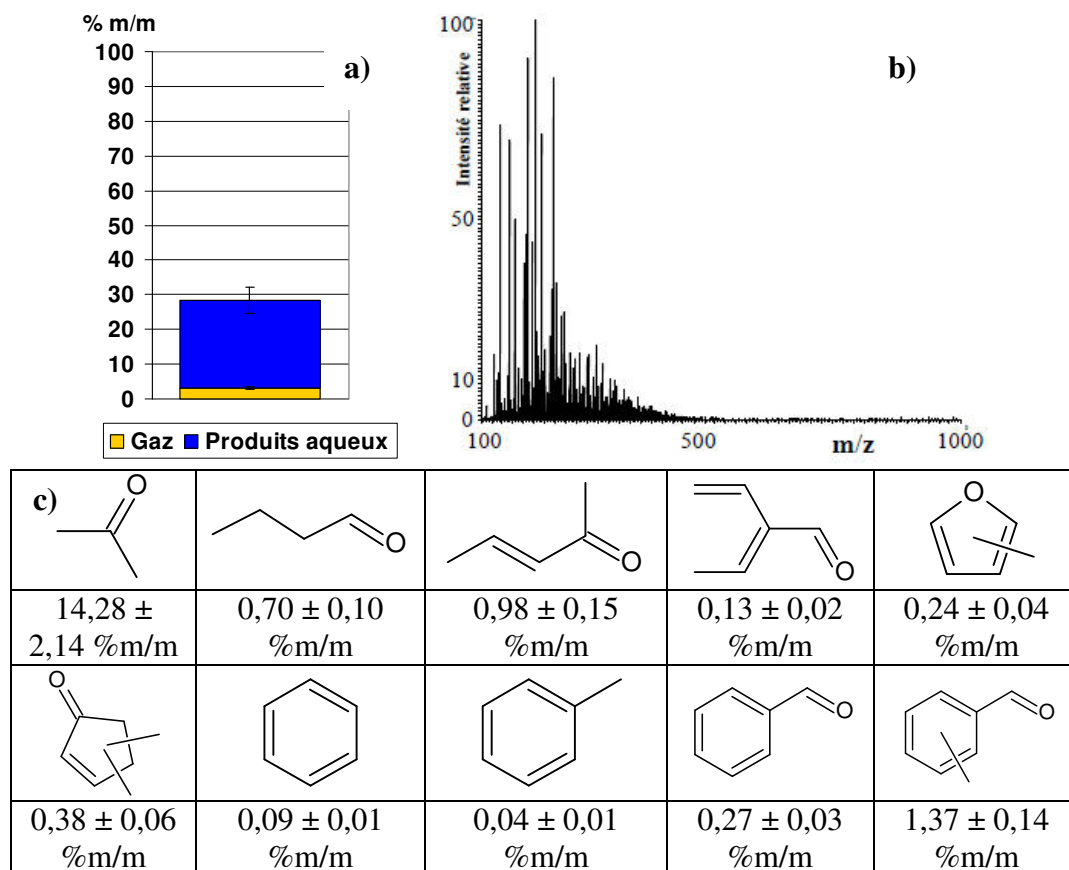 % m/m
100
90
80
70
60
50
40
30
20
10
0
a)
Gaz Produits aqueux
b)
Intensité relative
100
50
10
0
100 500 m/z 1000
c)
O
O
O
O
O
14,28 ± 2,14 %m/m
0,70 ± 0,10 %m/m
0,98 ± 0,15 %m/m
0,13 ± 0,02 %m/m
0,24 ± 0,04 %m/m
O
O
O
0,38 ± 0,06 %m/m
0,09 ± 0,01 %m/m
0,04 ± 0,01 %m/m
0,27 ± 0,03 %m/m
1,37 ± 0,14 %m/m